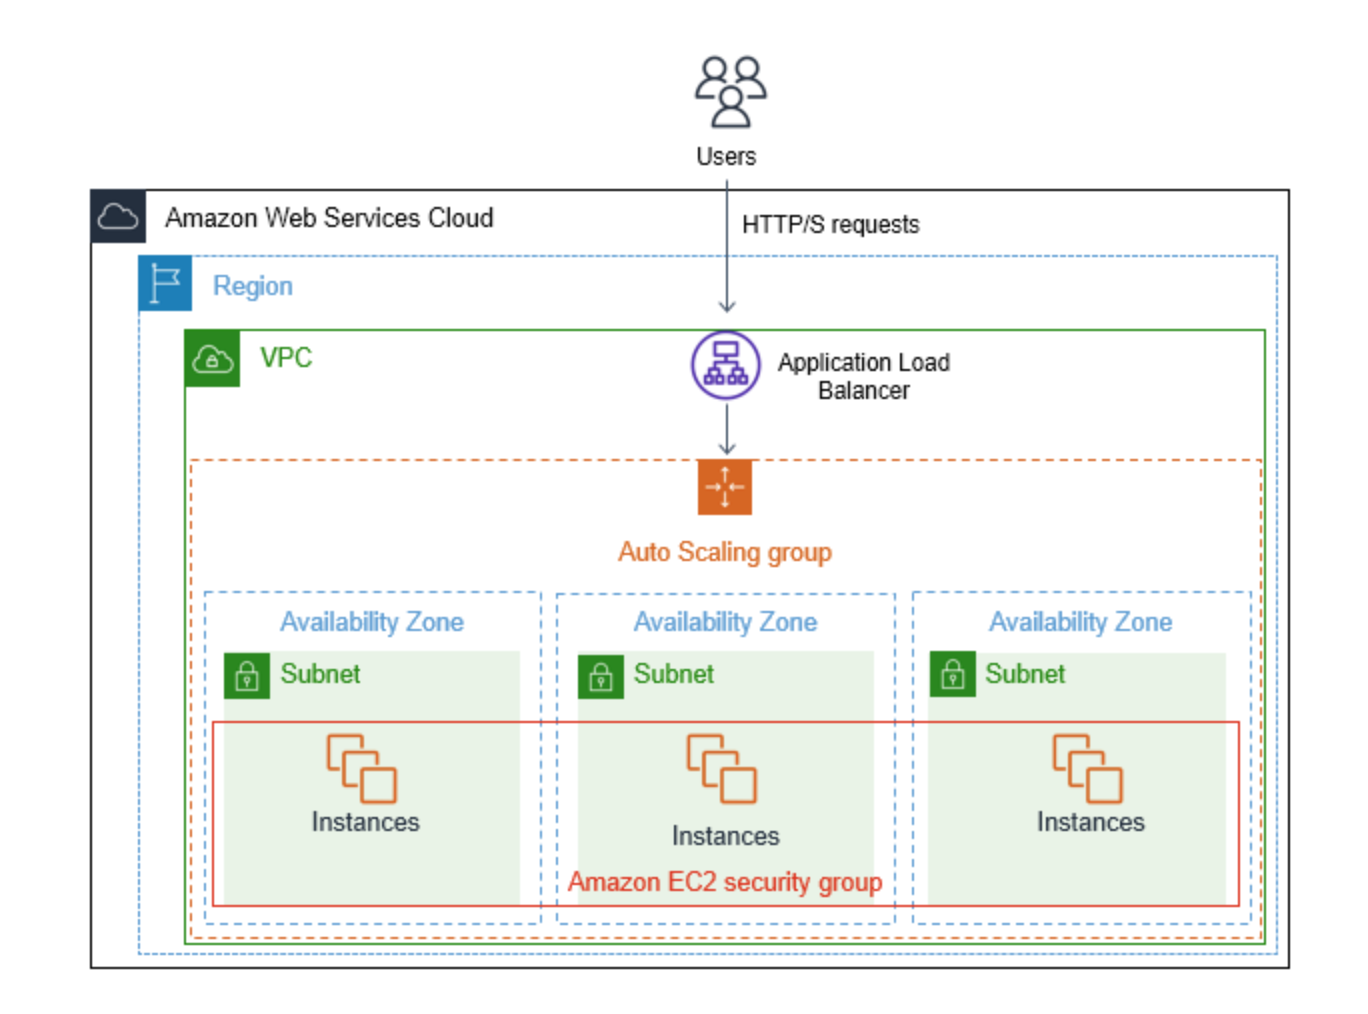 Users
Amazon Web Services Cloud
HTTP/S requests
Region
VPC
Application Load
Balancer
Auto Scaling group
Availability Zone
Availability Zone
Availability Zone
Subnet
Subnet
Subnet
Instances
Instances
Instances
Amazon EC2 security group